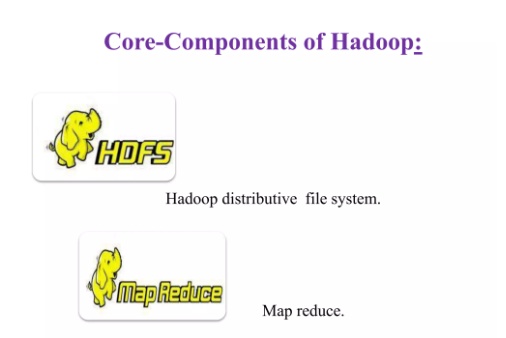 Core-Components of Hadoop:
HDFS
Hadoop distributive file system.
Map Reduce
Map reduce.